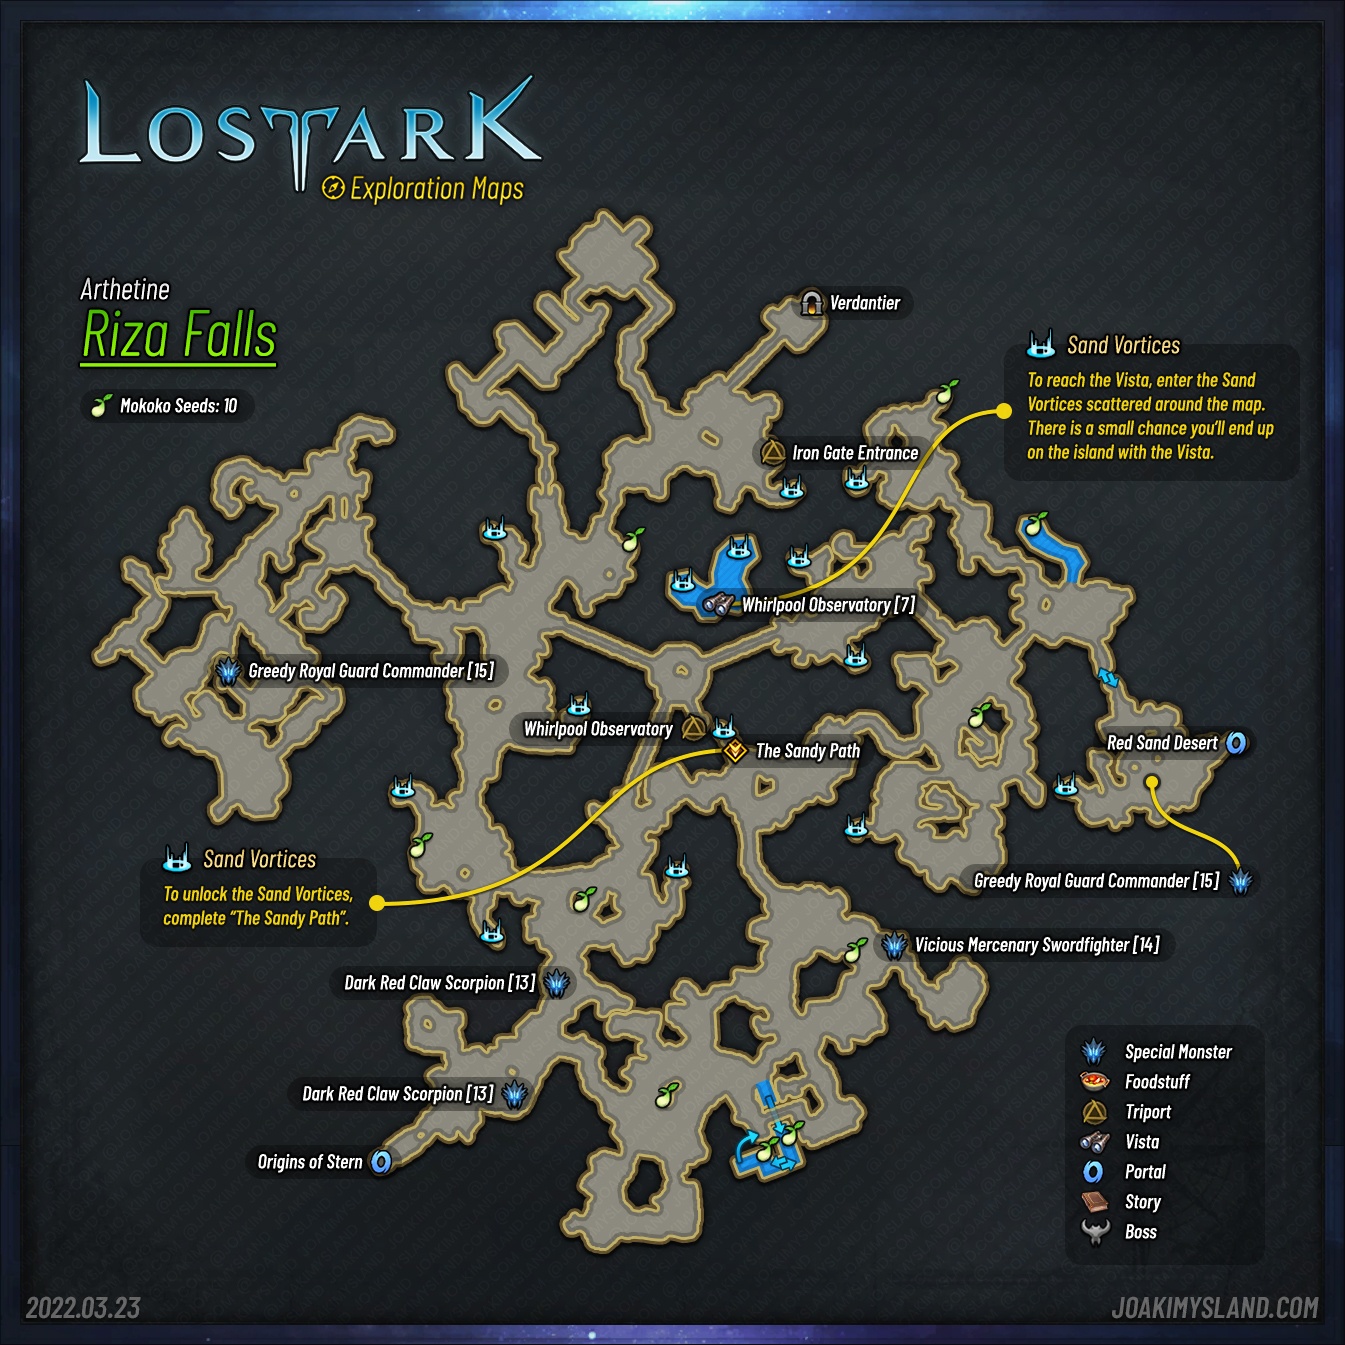 LOST ARK
Exploration Maps
Arthetine
Riza Falls
Mokoko Seeds: 10
Verdantier
Sand Vortices
To reach the Vista, enter the Sand
Vortices scattered around the map.
There is a small chance you'll end up
on the island with the Vista.
Iron Gate Entrance
Whirlpool Observatory [7]
Greedy Royal Guard Commander [15]
Whirlpool Observatory
The Sandy Path
Red Sand Desert
Sand Vortices
To unlock the Sand Vortices,
complete "The Sandy Path".
Greedy Royal Guard Commander [15]
Vicious Mercenary Swordfighter [14]
Dark Red Claw Scorpion [13]
Dark Red Claw Scorpion [13]
Origins of Stern
Special Monster
Foodstuff
Triport
Vista
Portal
Story
Boss
2022.03.23
JOAKIMYSLAND.COM